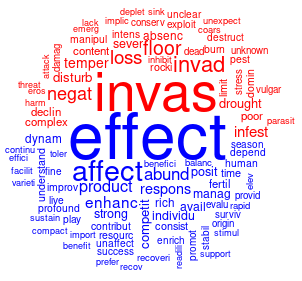 deplet sink
lack implic conserv unclear unexpect
emerg intens absenc exploit coars
manipul sever floor dead burn destruct
content loss invad unknown
attack damag temper rocki inhibit limit stress pest domin
disturb
threat eros negat invas drought vulgar
harm declin poor parasit
complex infest
dynam effect season
continu depend
effici toler affect abund benefici balanc human
facilit fine respons posit time
varieti understand improv product fertil elev
live enhanc rich avail manag provid
profound strong individu evalu rapid
sustain play competit surviv
compact contribut consist origin
import resourc enrich promot stabil stimul
benefit unaffect readili
success recoveri support
prefer
recov